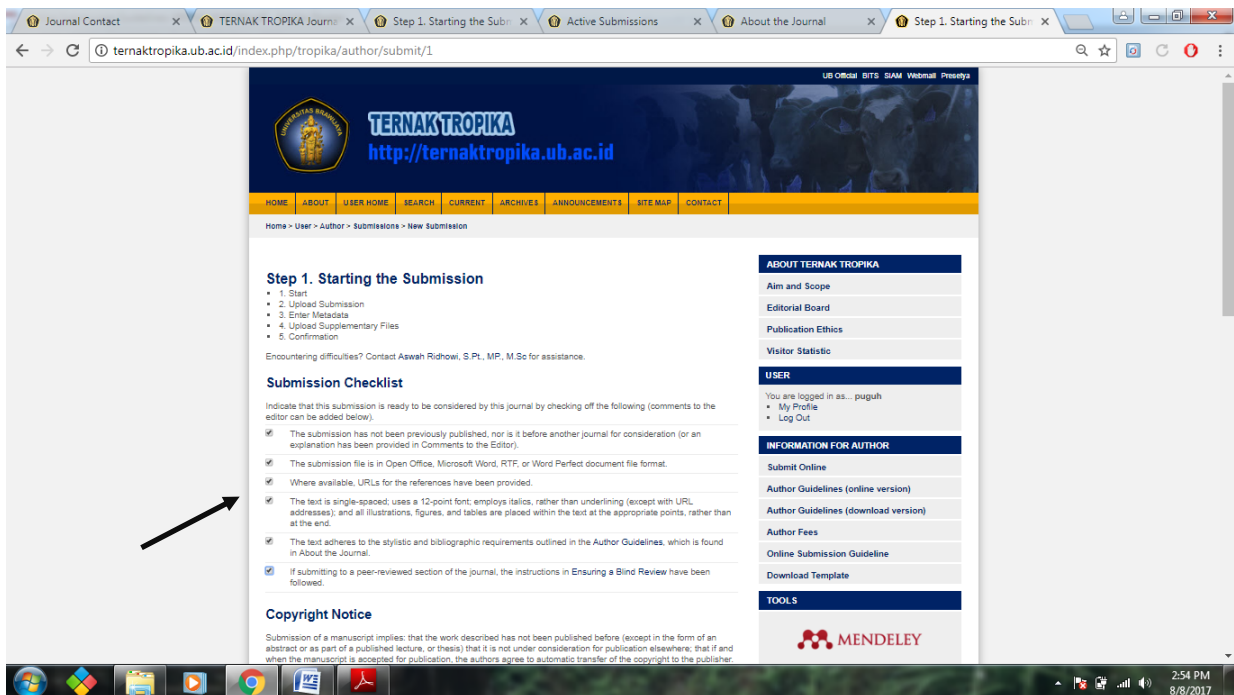 Journal Contact
TERNAK TROPIKA Journa
Step 1. Starting the Subm
Active Submissions
About the Journal
Step 1. Starting the Subm
ternaktropika.ub.ac.id/index.php/tropika/author/submit/1
UB Official BITS SIAM Webmail Prasetya
UNIVERSITAS BRAWIJAYA
TERNAK TROPIKA
http://ternaktropika.ub.ac.id
HOME ABOUT USER HOME SEARCH CURRENT ARCHIVES ANNOUNCEMENTS SITE MAP CONTACT
Home > User > Author > Submissions > New Submission
Step 1. Starting the Submission
1. Start
2. Upload Submission
3. Enter Metadata
4. Upload Supplementary Files
5. Confirmation
Encountering difficulties? Contact Aswah Ridhowi, S.Pt., MP., M.Sc for assistance.
Submission Checklist
Indicate that this submission is ready to be considered by this journal by checking off the following (comments to the
editor can be added below).
The submission has not been previously published, nor is it before another journal for consideration (or an
explanation has been provided in Comments to the Editor).
The submission file is in Open Office, Microsoft Word, RTF, or Word Perfect document file format.
Where available, URLs for the references have been provided.
The text is single-spaced; uses a 12-point font; employs italics, rather than underlining (except with URL
addresses); and all illustrations, figures, and tables are placed within the text at the appropriate points, rather than
at the end.
The text adheres to the stylistic and bibliographic requirements outlined in the Author Guidelines, which is found
in About the Journal.
If submitting to a peer-reviewed section of the journal, the instructions in Ensuring a Blind Review have been
followed.
Copyright Notice
Submission of a manuscript implies: that the work described has not been published before (except in the form of an
abstract or as part of a published lecture, or thesis) that it is not under consideration for publication elsewhere; that if and
when the manuscript is accepted for publication, the authors agree to automatic transfer of the copyright to the publisher.
ABOUT TERNAK TROPIKA
Aim and Scope
Editorial Board
Publication Ethics
Visitor Statistic
USER
You are logged in as... puguh
My Profile
Log Out
INFORMATION FOR AUTHOR
Submit Online
Author Guidelines (online version)
Author Guidelines (download version)
Author Fees
Online Submission Guideline
Download Template
TOOLS
MENDELEY
2:54 PM
8/8/2017